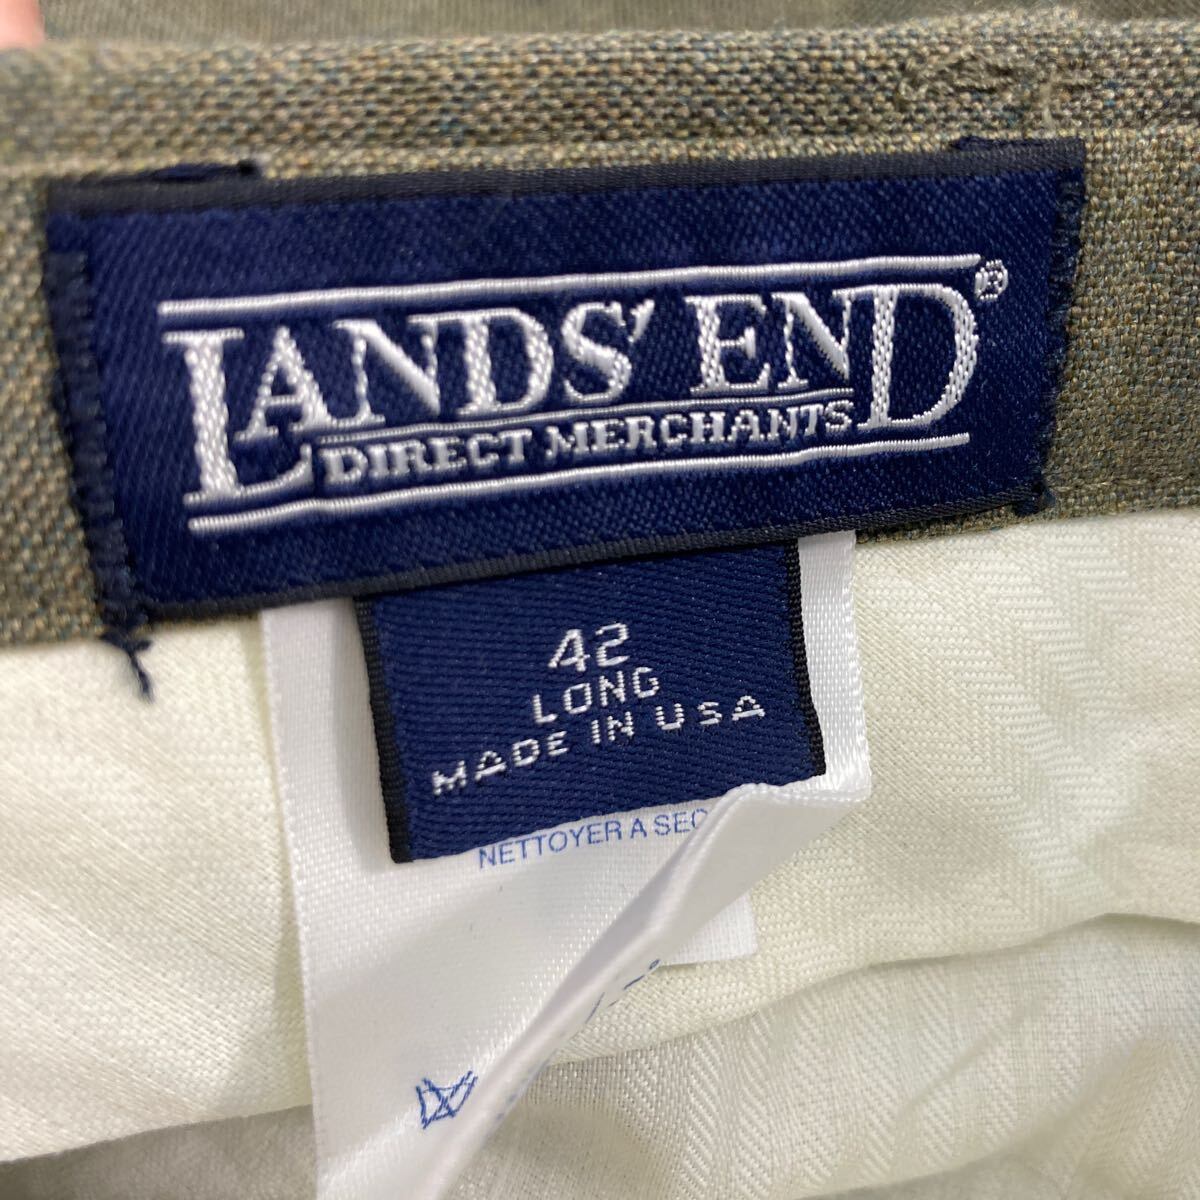 LANDS' END®
DIRECT MERCHANTS
42
LONG
MADE IN USA
NETTOYER A SEC